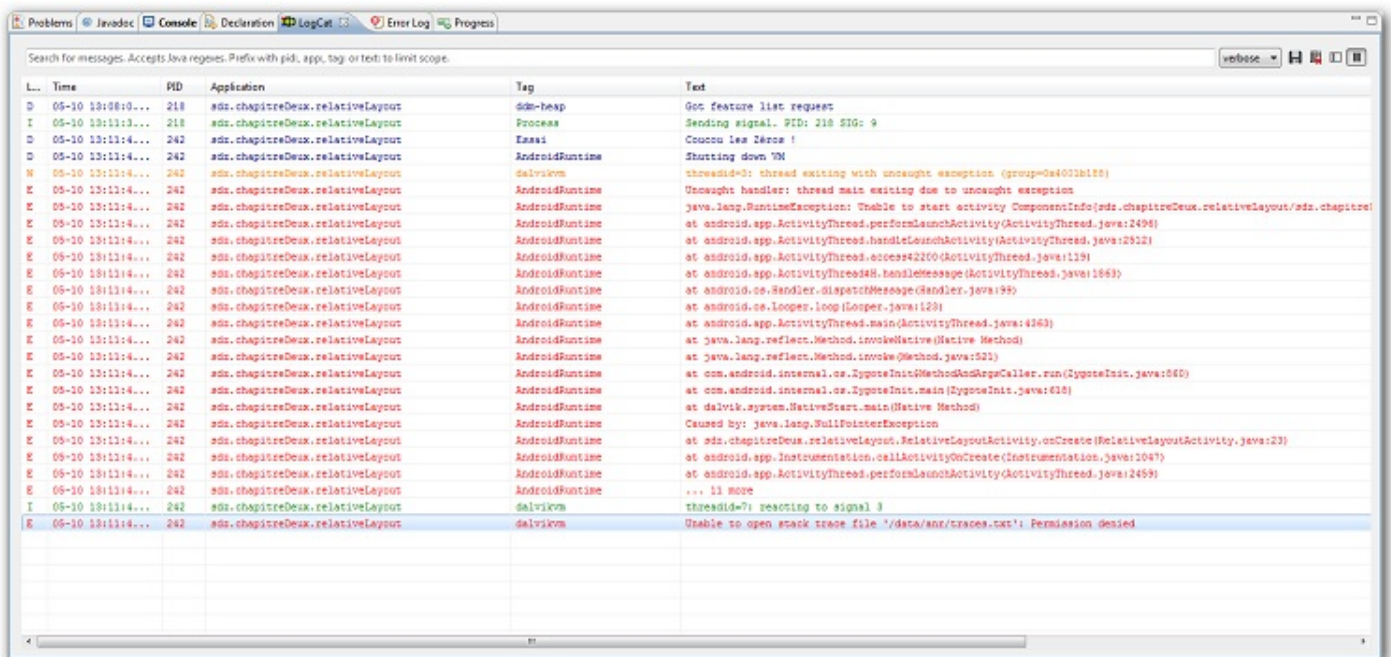 Problems @ Javadoc Console Declaration LogCat Error Log Progress
Search for messages. Accepts Java regexes. Prefix with pid:, app:, tag: or text: to limit scope. verbose
L... Time PID Application Tag Text
D 05-10 13:08:0... 218 sdz.chapitreDeux.relativeLayout ddm-heap Got feature list request
I 05-10 13:11:3... 218 sdz.chapitreDeux.relativeLayout Process Sending signal. PID: 218 SIG: 9
D 05-10 13:11:4... 242 sdz.chapitreDeux.relativeLayout Essai Coucou les Zéros !
D 05-10 13:11:4... 242 sdz.chapitreDeux.relativeLayout AndroidRuntime Shutting down VM
W 05-10 13:11:4... 242 sdz.chapitreDeux.relativeLayout dalvikvm threadid=3: thread exiting with uncaught exception (group=0x4001b188)
E 05-10 13:11:4... 242 sdz.chapitreDeux.relativeLayout AndroidRuntime Uncaught handler: thread main exiting due to uncaught exception
E 05-10 13:11:4... 242 sdz.chapitreDeux.relativeLayout AndroidRuntime java.lang.RuntimeException: Unable to start activity ComponentInfo{sdz.chapitreDeux.relativeLayout/sdz.chapitre
E 05-10 13:11:4... 242 sdz.chapitreDeux.relativeLayout AndroidRuntime at android.app.ActivityThread.performLaunchActivity(ActivityThread.java:2496)
E 05-10 13:11:4... 242 sdz.chapitreDeux.relativeLayout AndroidRuntime at android.app.ActivityThread.handleLaunchActivity(ActivityThread.java:2512)
E 05-10 13:11:4... 242 sdz.chapitreDeux.relativeLayout AndroidRuntime at android.app.ActivityThread.access$2200(ActivityThread.java:119)
E 05-10 13:11:4... 242 sdz.chapitreDeux.relativeLayout AndroidRuntime at android.app.ActivityThread$H.handleMessage(ActivityThread.java:1863)
E 05-10 13:11:4... 242 sdz.chapitreDeux.relativeLayout AndroidRuntime at android.os.Handler.dispatchMessage(Handler.java:99)
E 05-10 13:11:4... 242 sdz.chapitreDeux.relativeLayout AndroidRuntime at android.os.Looper.loop(Looper.java:123)
E 05-10 13:11:4... 242 sdz.chapitreDeux.relativeLayout AndroidRuntime at android.app.ActivityThread.main(ActivityThread.java:4363)
E 05-10 13:11:4... 242 sdz.chapitreDeux.relativeLayout AndroidRuntime at java.lang.reflect.Method.invokeNative(Native Method)
E 05-10 13:11:4... 242 sdz.chapitreDeux.relativeLayout AndroidRuntime at java.lang.reflect.Method.invoke(Method.java:521)
E 05-10 13:11:4... 242 sdz.chapitreDeux.relativeLayout AndroidRuntime at com.android.internal.os.ZygoteInit$MethodAndArgsCaller.run(ZygoteInit.java:860)
E 05-10 13:11:4... 242 sdz.chapitreDeux.relativeLayout AndroidRuntime at com.android.internal.os.ZygoteInit.main(ZygoteInit.java:618)
E 05-10 13:11:4... 242 sdz.chapitreDeux.relativeLayout AndroidRuntime at dalvik.system.NativeStart.main(Native Method)
E 05-10 13:11:4... 242 sdz.chapitreDeux.relativeLayout AndroidRuntime Caused by: java.lang.NullPointerException
E 05-10 13:11:4... 242 sdz.chapitreDeux.relativeLayout AndroidRuntime at sdz.chapitreDeux.relativeLayout.RelativeLayoutActivity.onCreate(RelativeLayoutActivity.java:23)
E 05-10 13:11:4... 242 sdz.chapitreDeux.relativeLayout AndroidRuntime at android.app.Instrumentation.callActivityOnCreate(Instrumentation.java:1047)
E 05-10 13:11:4... 242 sdz.chapitreDeux.relativeLayout AndroidRuntime at android.app.ActivityThread.performLaunchActivity(ActivityThread.java:2459)
E 05-10 13:11:4... 242 sdz.chapitreDeux.relativeLayout AndroidRuntime ... 11 more
I 05-10 13:11:4... 242 sdz.chapitreDeux.relativeLayout dalvikvm threadid=7: reacting to signal 3
E 05-10 13:11:4... 242 sdz.chapitreDeux.relativeLayout dalvikvm Unable to open stack trace file '/data/anr/traces.txt': Permission denied